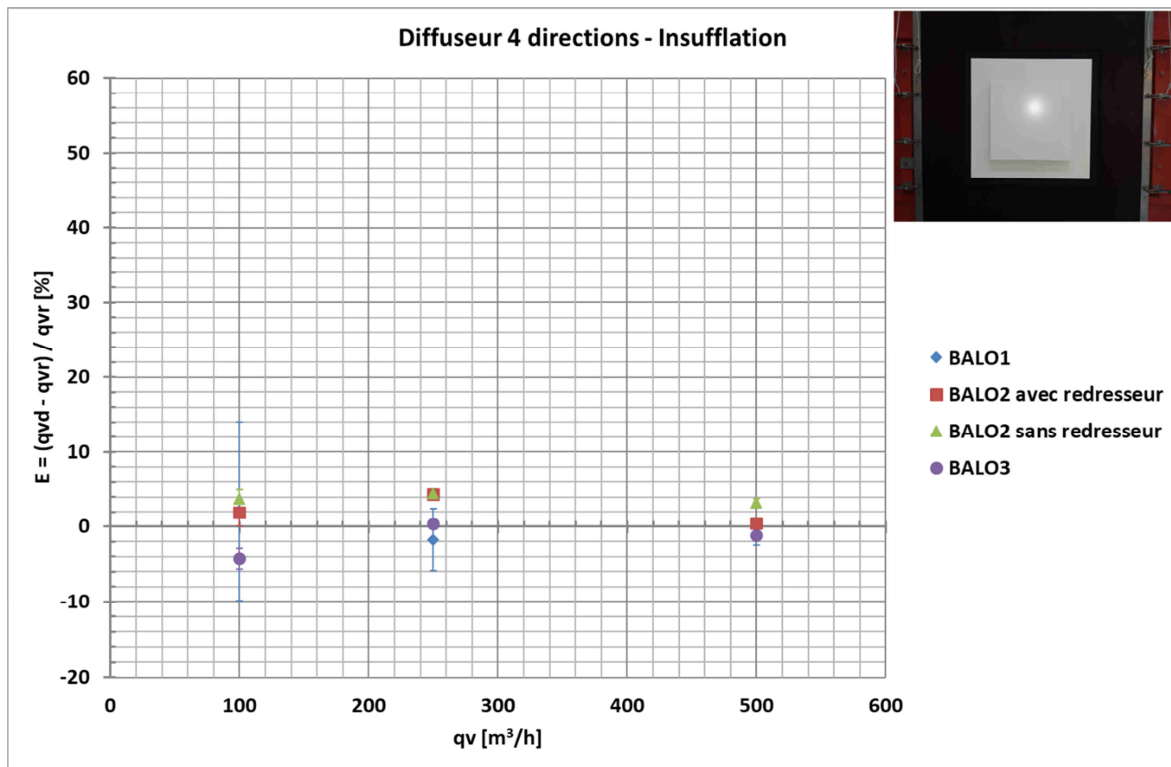 Diffuseur 4 directions - Insufflation
E = (qvd - qvr) / qvr [%]
60
50
40
30
20
10
0
-10
-20
0
100
200
300
400
500
600
qv [m³/h]
BALO1
BALO2 avec redresseur
BALO2 sans redresseur
BALO3